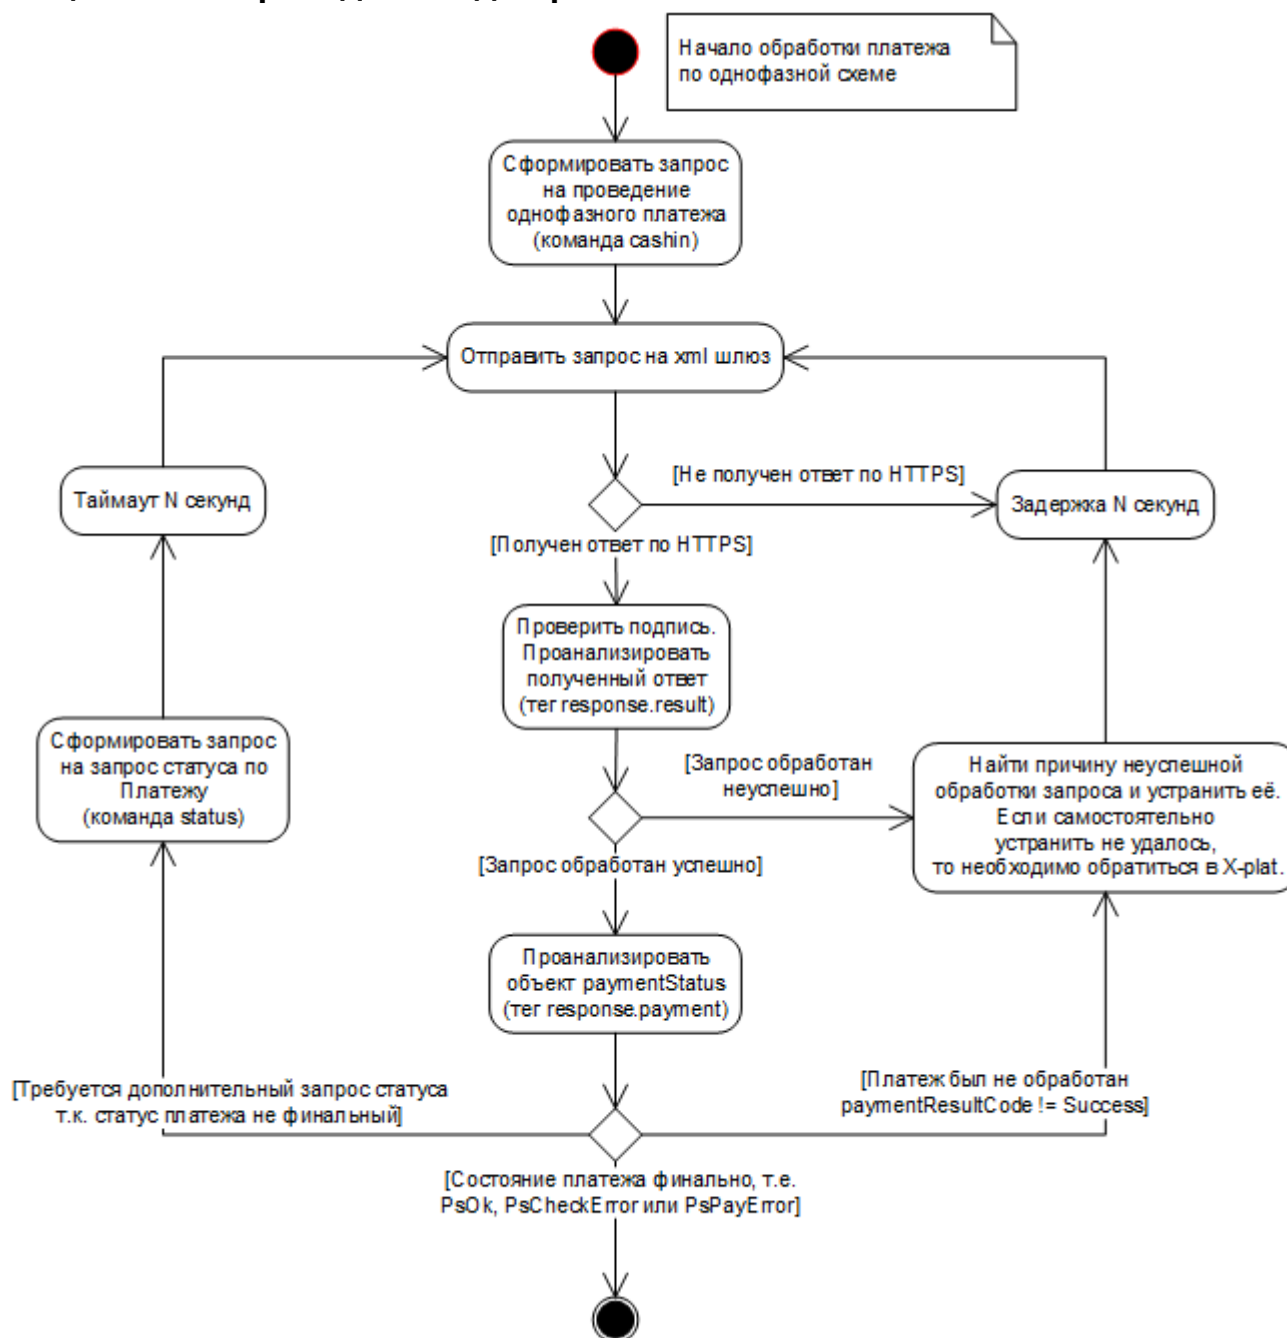 Начало обработки платежа
по однофазной схеме
Сформировать запрос
на проведение
однофазного платежа
(команда cashin)
Отправить запрос на xml шлюз
[Не получен ответ по HTTPS]
Таймаут N секунд
Задержка N секунд
[Получен ответ по HTTPS]
Проверить подпись.
Проанализировать
полученный ответ
(тег response.result)
Сформировать запрос
на запрос статуса по
Платежу
(команда status)
[Запрос обработан
неуспешно]
Найти причину неуспешной
обработки запроса и устранить её.
Если самостоятельно
устранить не удалось,
то необходимо обратиться в X-plat.
[Запрос обработан успешно]
Проанализировать
объект paymentStatus
(тег response.payment)
[Требуется дополнительный запрос статуса
т.к. статус платежа не финальный]
[Платеж был не обработан
paymentResultCode != Success]
[Состояние платежа финально, т.е.
PsOk, PsCheckError или PsPayError]